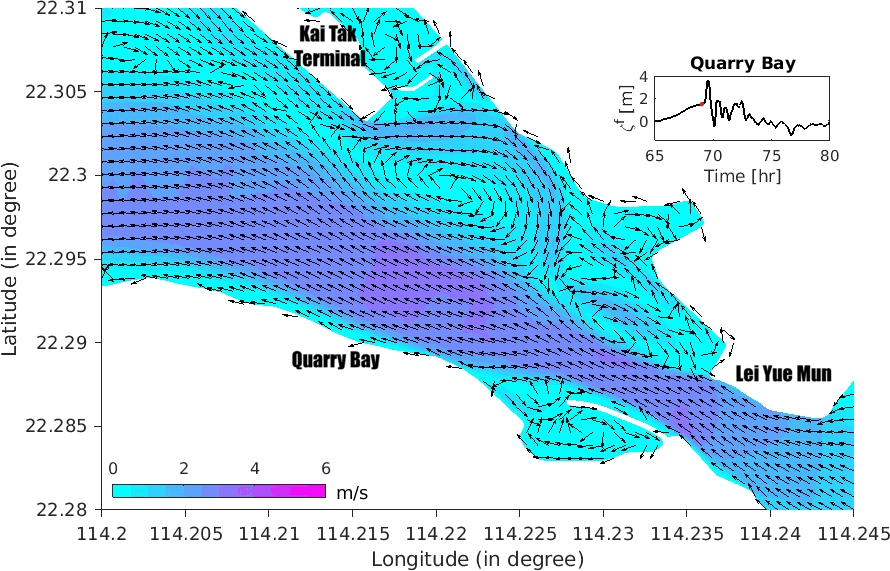 22.31
22.305
22.3
22.295
22.29
22.285
22.28
Latitude (in degree)
Kai Tak
Terminal
Quarry Bay
4
2
0
ζᶠ [m]
65 70 75 80
Time [hr]
Quarry Bay
Lei Yue Mun
0 2 4 6
m/s
114.2 114.205 114.21 114.215 114.22 114.225 114.23 114.235 114.24 114.245
Longitude (in degree)